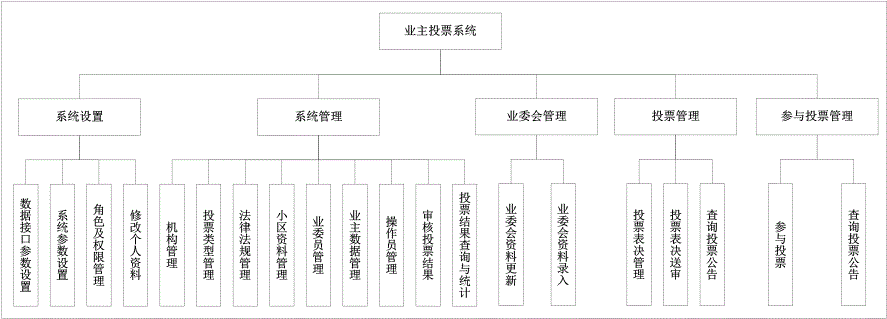 业主投票系统
系统设置
系统管理
业委会管理
投票管理
参与投票管理
数据接口参数设置
系统参数设置
角色及权限管理
修改个人资料
机构管理
投票类型管理
法律法规管理
小区资料管理
业委员管理
业主数据管理
操作员管理
审核投票结果
投票结果查询与统计
业委会资料更新
业委会资料录入
投票表决管理
投票表决送审
查询投票公告
参与投票
查询投票公告